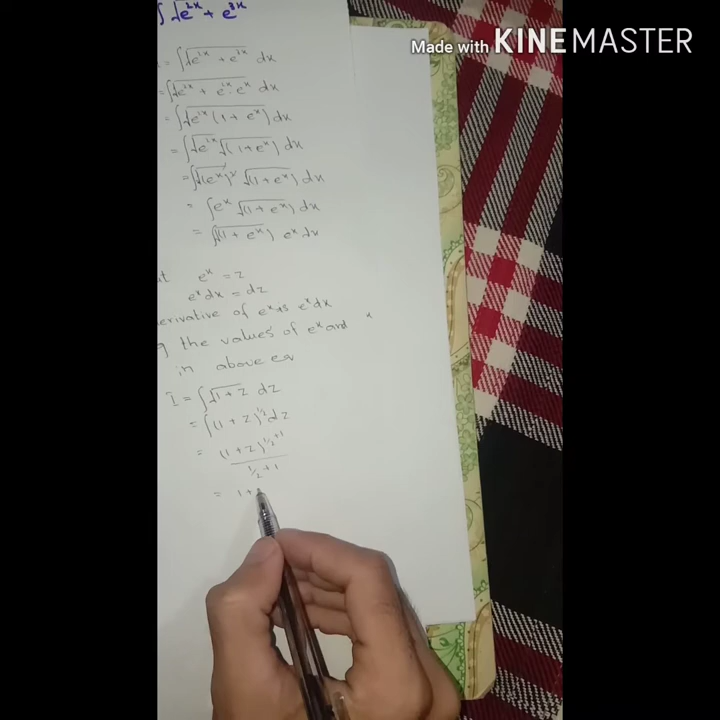 Made with KINEMASTER
∫√e^2x + e^3x
= ∫√e^2x + e^3x dx
= ∫√e^2x + e^2x . e^x dx
= ∫√e^2x (1 + e^x) dx
= ∫√e^2x √(1 + e^x) dx
= ∫√(e^x)^2 √(1 + e^x) dx
= ∫e^x √(1 + e^x) dx
= ∫√(1 + e^x) e^x dx
e^x = z
e^x dx = dz
erivative of e^x is e^x dx
g the values of e^x and x
in above eq
I = ∫√1 + z dz
= ∫(1 + z)^1/2 dz
= (1 + z)^1/2+1
1/2 + 1
= 1 +